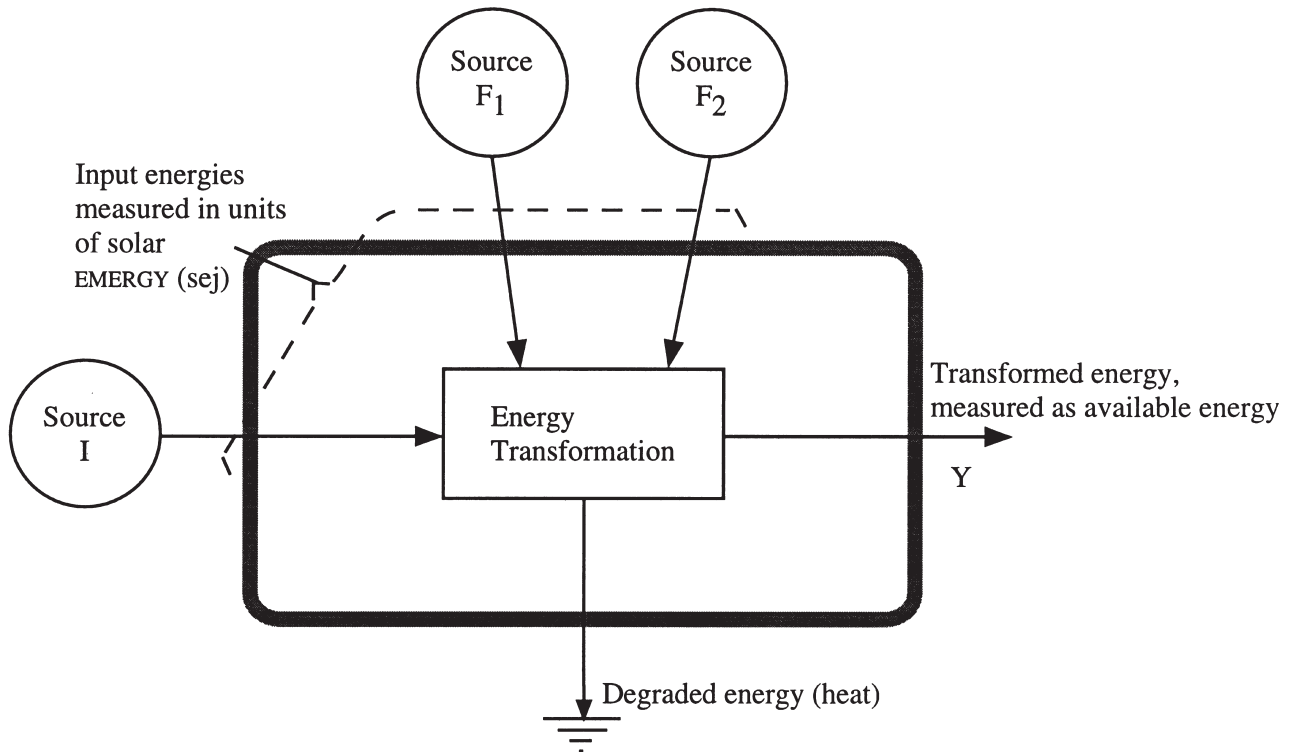 Source
F1
Source
F2
Input energies
measured in units
of solar
EMERGY (sej)
Source
I
Energy
Transformation
Transformed energy,
measured as available energy
Y
Degraded energy (heat)